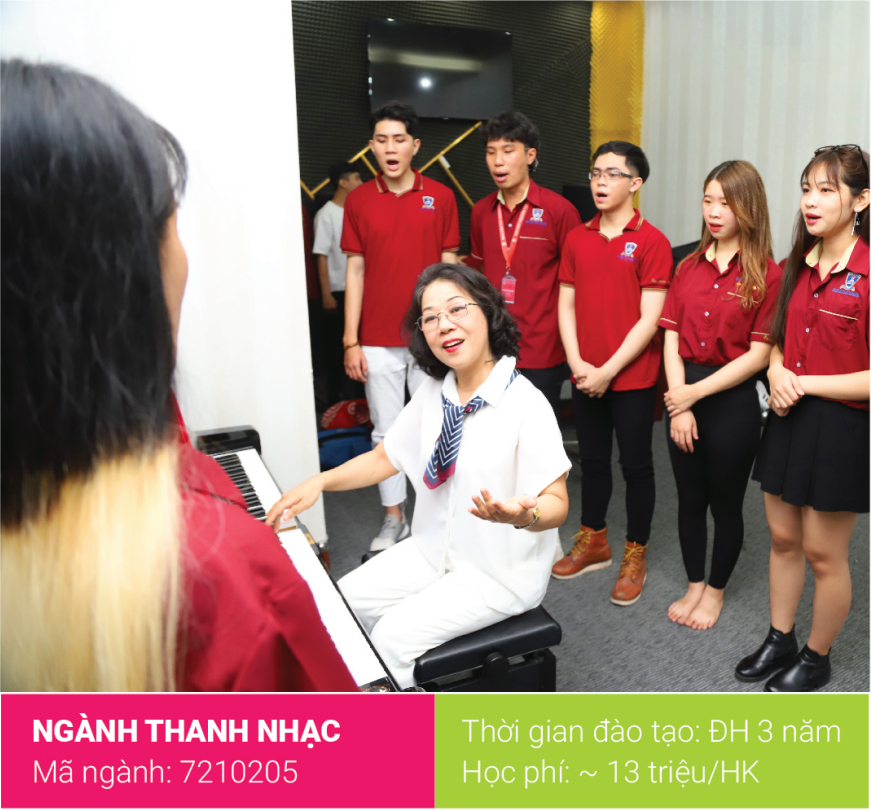 NGÀNH THANH NHẠC
Mã ngành: 7210205
Thời gian đào tạo: ĐH 3 năm
Học phí: ~ 13 triệu/HK